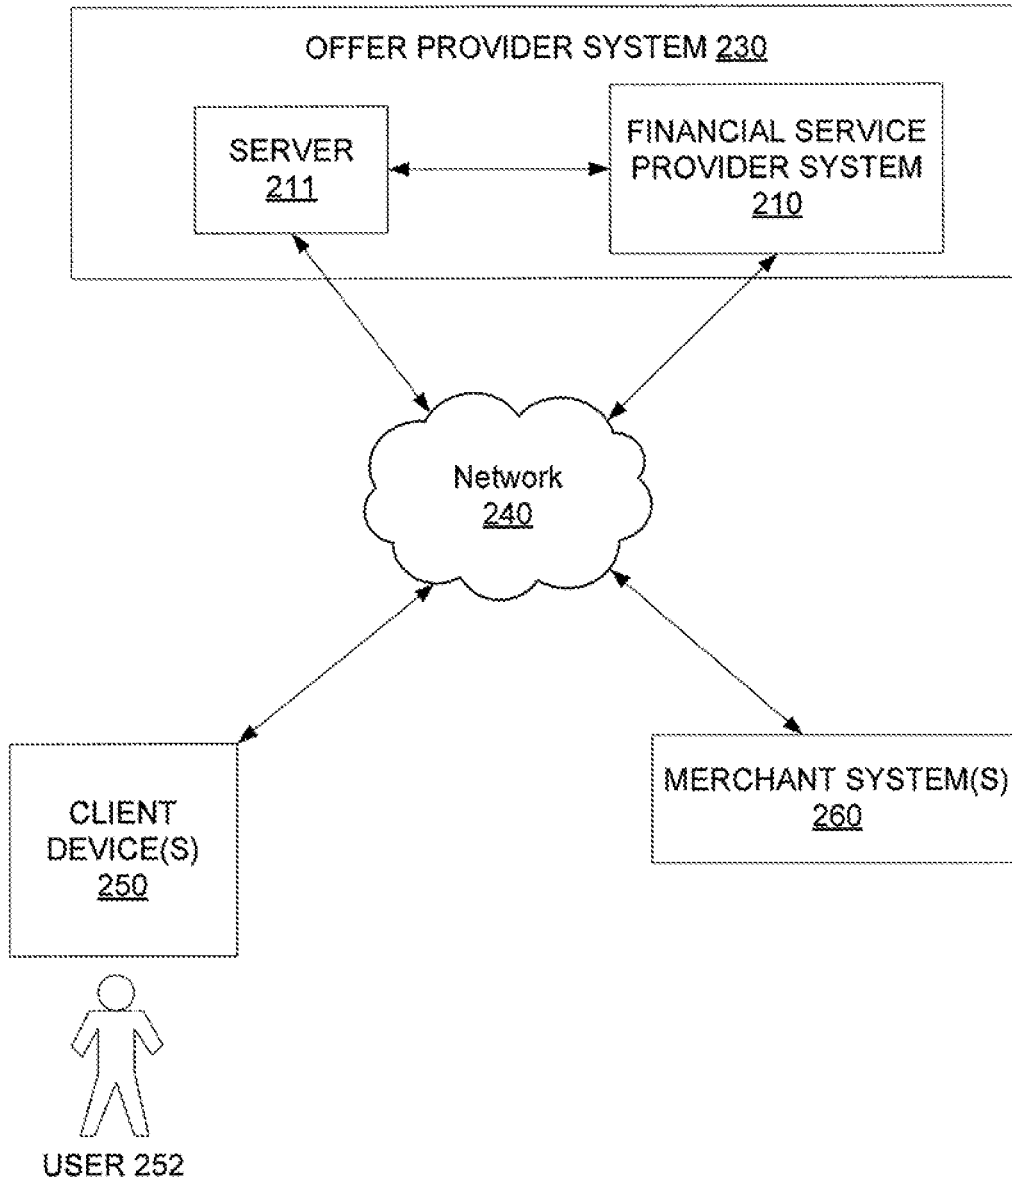 OFFER PROVIDER SYSTEM 230
SERVER
211
FINANCIAL SERVICE
PROVIDER SYSTEM
210
Network
240
CLIENT
DEVICE(S)
250
MERCHANT SYSTEM(S)
260
USER 252